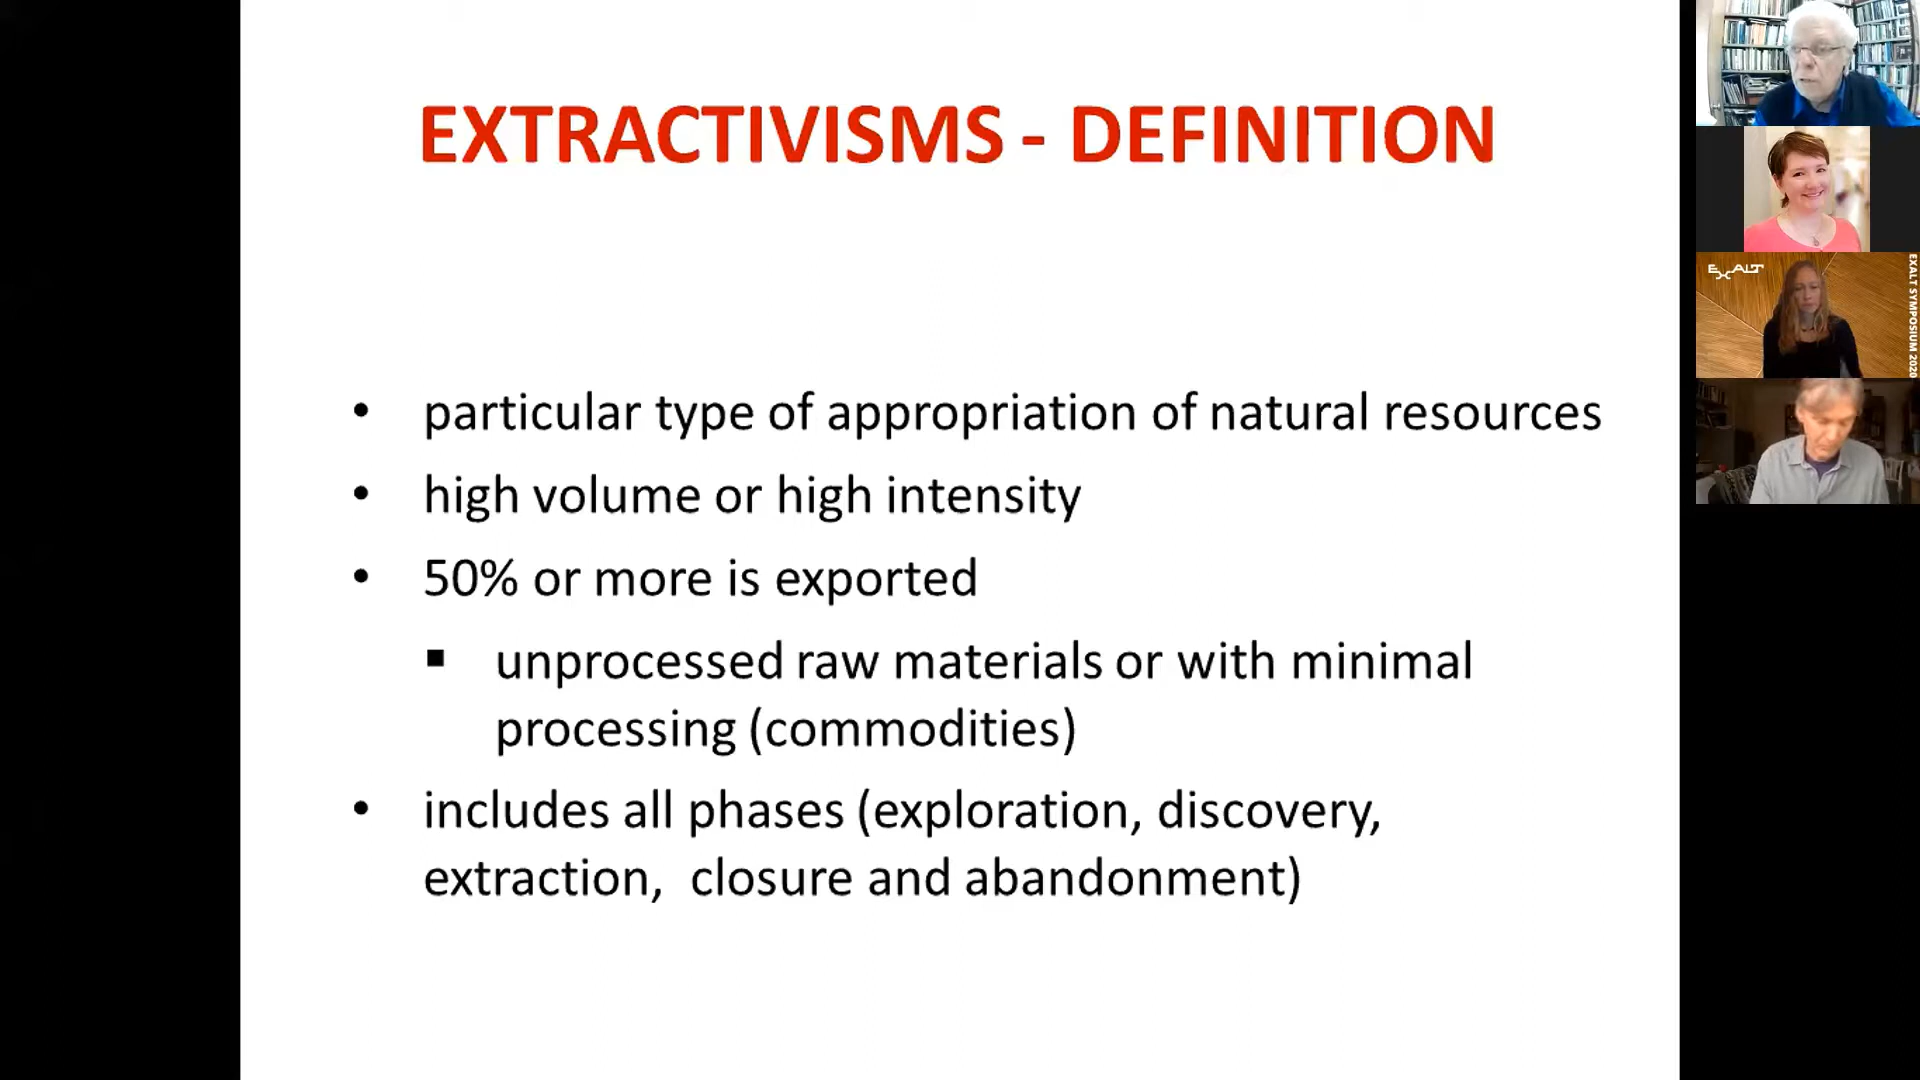 EXTRACTIVISMS - DEFINITION
• particular type of appropriation of natural resources
• high volume or high intensity
• 50% or more is exported
▪ unprocessed raw materials or with minimal
processing (commodities)
• includes all phases (exploration, discovery,
extraction,  closure and abandonment)
EXALT
EXALT SYMPOSIUM 2020